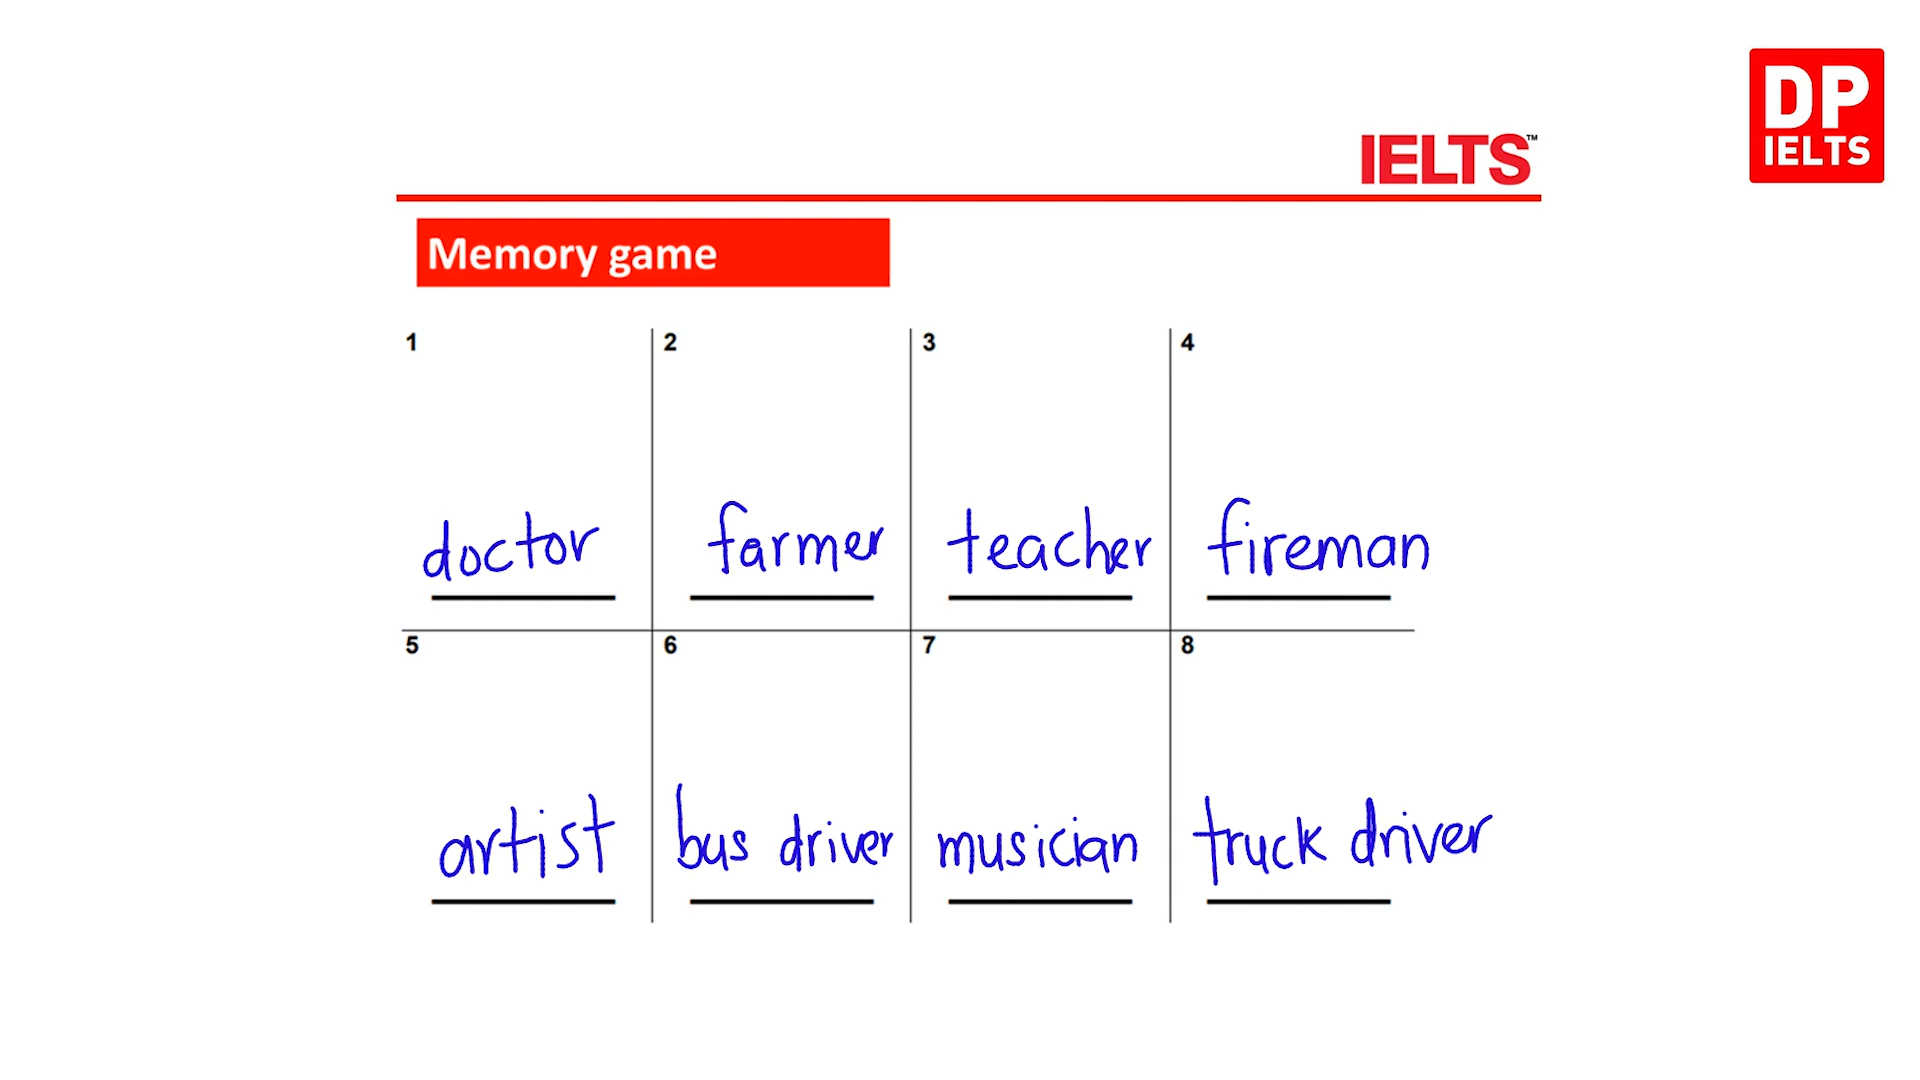 DP
IELTS
IELTS™
Memory game
1 2 3 4
doctor farmer teacher fireman
5 6 7 8
artist bus driver musician truck driver